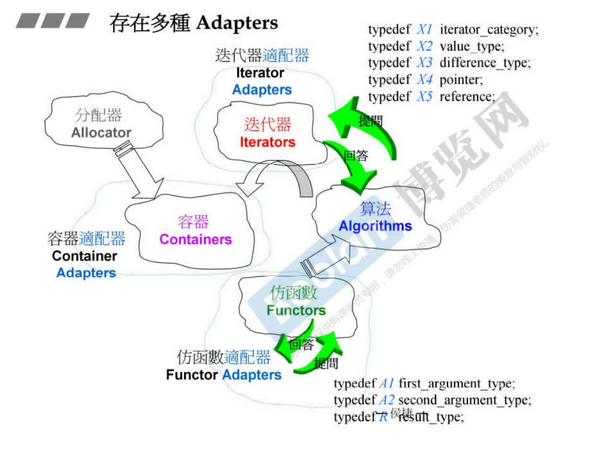 存在多種 Adapters
typedef X1 iterator_category;
typedef X2 value_type;
typedef X3 difference_type;
typedef X4 pointer;
typedef X5 reference;
迭代器適配器
Iterator
Adapters
分配器
Allocator
迭代器
Iterators
提問
回答
容器
Containers
算法
Algorithms
容器適配器
Container
Adapters
仿函數
Functors
回答
提問
仿函數適配器
Functor Adapters
typedef A1 first_argument_type;
typedef A2 second_argument_type;
typedef R result_type;
侯捷
博览网